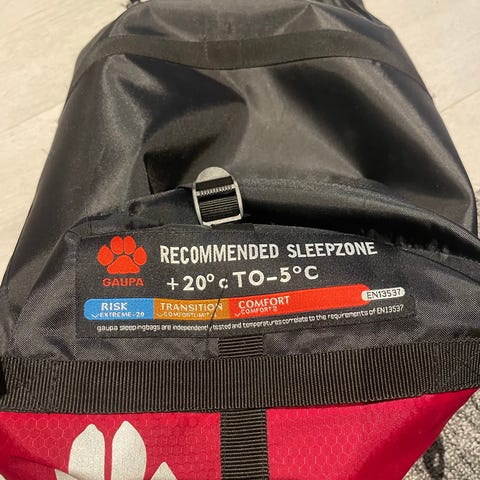 GAUPA
RECOMMENDED SLEEPZONE
+20°c TO-5°C
RISK TRANSITION COMFORT EN13537
EXTREME-20 COMFORTLIMIT COMFORT
gaupa sleepingbags are independently tested and temperatures correlate to the requirements of EN13537